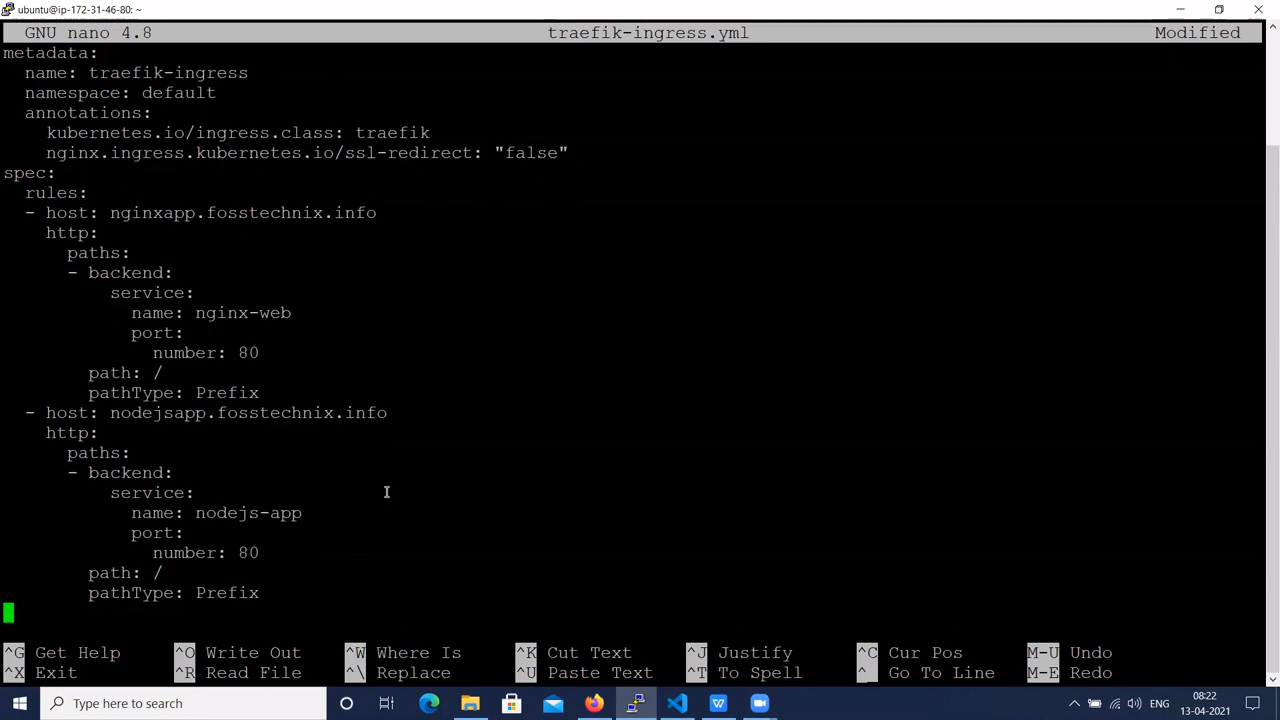 ubuntu@ip-172-31-46-80: ~
GNU nano 4.8 traefik-ingress.yml Modified
metadata:
  name: traefik-ingress
  namespace: default
  annotations:
    kubernetes.io/ingress.class: traefik
    nginx.ingress.kubernetes.io/ssl-redirect: "false"
spec:
  rules:
  - host: nginxapp.fosstechnix.info
    http:
      paths:
      - backend:
          service:
            name: nginx-web
            port:
              number: 80
        path: /
        pathType: Prefix
  - host: nodejsapp.fosstechnix.info
    http:
      paths:
      - backend:
          service:
            name: nodejs-app
            port:
              number: 80
        path: /
        pathType: Prefix
^G Get Help ^O Write Out ^W Where Is ^K Cut Text ^J Justify ^C Cur Pos M-U Undo
^X Exit ^R Read File ^\ Replace ^U Paste Text ^T To Spell ^_ Go To Line M-E Redo
Type here to search
ENG
08:22
13-04-2021